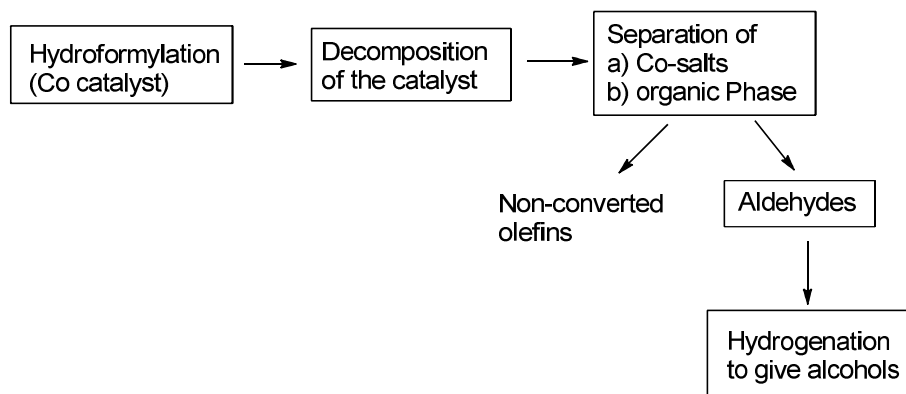 Hydroformylation
(Co catalyst)
Decomposition
of the catalyst
Separation of
a) Co-salts
b) organic Phase
Non-converted
olefins
Aldehydes
Hydrogenation
to give alcohols